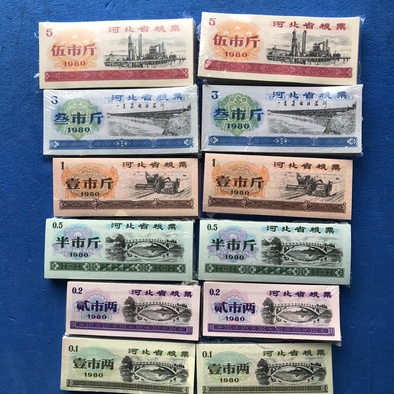 5 河北省粮票
伍市斤
1980
5 河北省粮票
伍市斤
1980
3 河北省粮票
叁市斤
1980
3 河北省粮票
叁市斤
1980
1 河北省粮票
壹市斤
1980
1 河北省粮票
壹市斤
1980
0.5 河北省粮票
半市斤
1980
0.5 河北省粮票
半市斤
1980
0.2 河北省粮票
贰市两
1980
0.2 河北省粮票
贰市两
1980
0.1 河北省粮票
壹市两
1980
0.1 河北省粮票
壹市两
1980